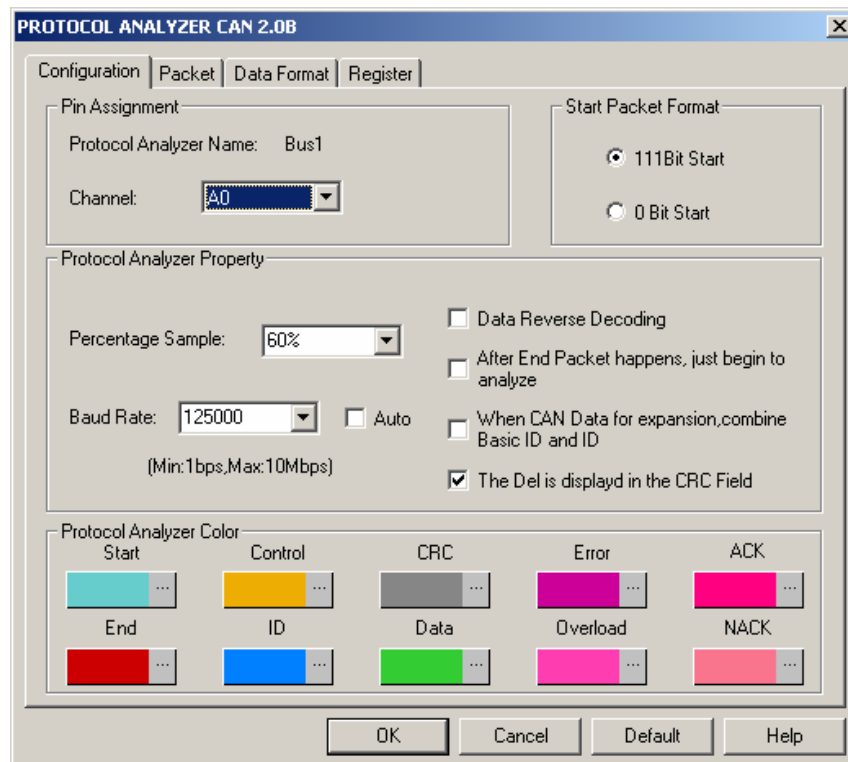 PROTOCOL ANALYZER CAN 2.0B
Configuration Packet Data Format Register
Pin Assignment
Protocol Analyzer Name: Bus1
Channel: A0
Start Packet Format
111Bit Start
0 Bit Start
Protocol Analyzer Property
Percentage Sample: 60%
Baud Rate: 125000 Auto
(Min:1bps,Max:10Mbps)
Data Reverse Decoding
After End Packet happens, just begin to
analyze
When CAN Data for expansion,combine
Basic ID and ID
The Del is displayd in the CRC Field
Protocol Analyzer Color
Start Control CRC Error ACK
... ... ... ... ...
End ID Data Overload NACK
... ... ... ... ...
OK Cancel Default Help